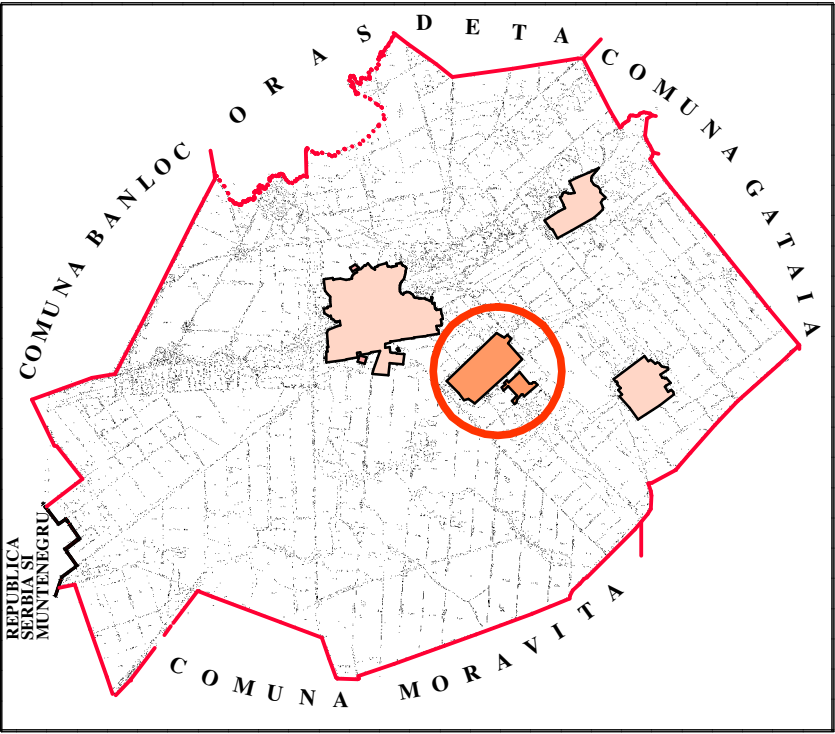 ORAS DETA
COMUNA GATAIA
COMUNA BANLOC
REPUBLICA
SERBIA SI
MUNTENEGRU
COMUNA MORAVITA